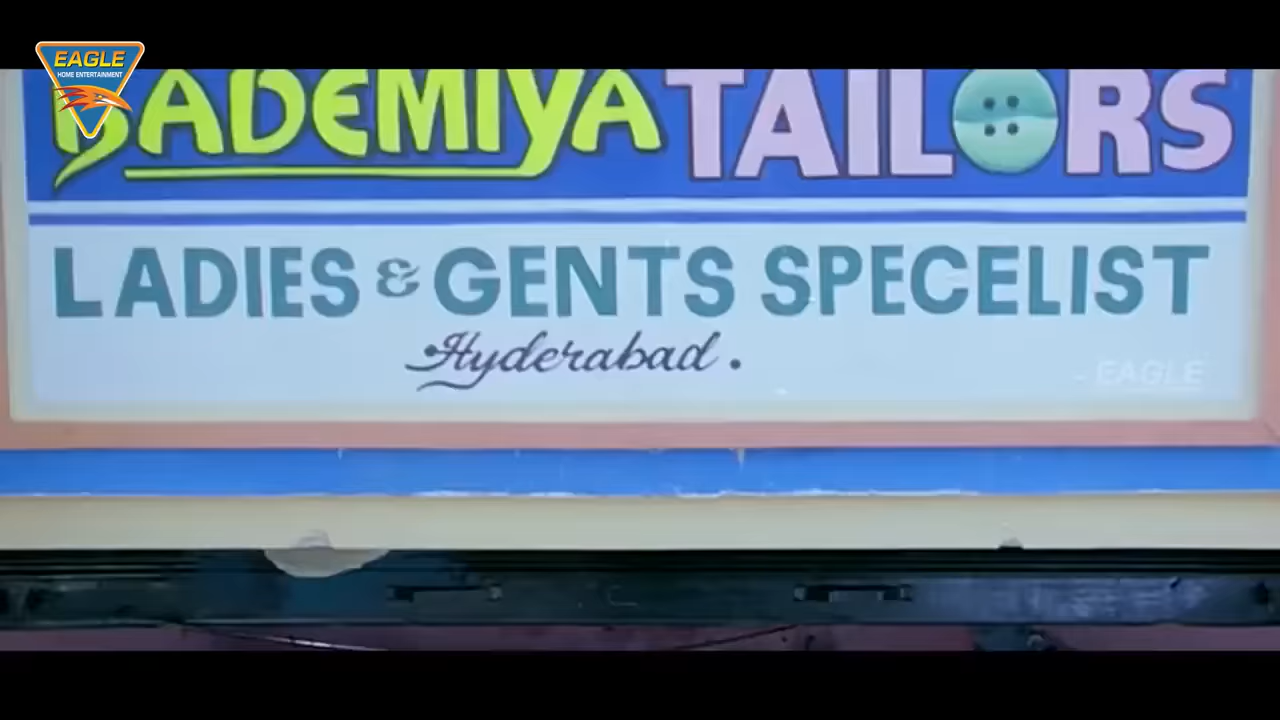 EAGLE
HOME ENTERTAINMENT
BADEMIYA TAILORS
LADIES & GENTS SPECELIST
Hyderabad.
- EAGLE